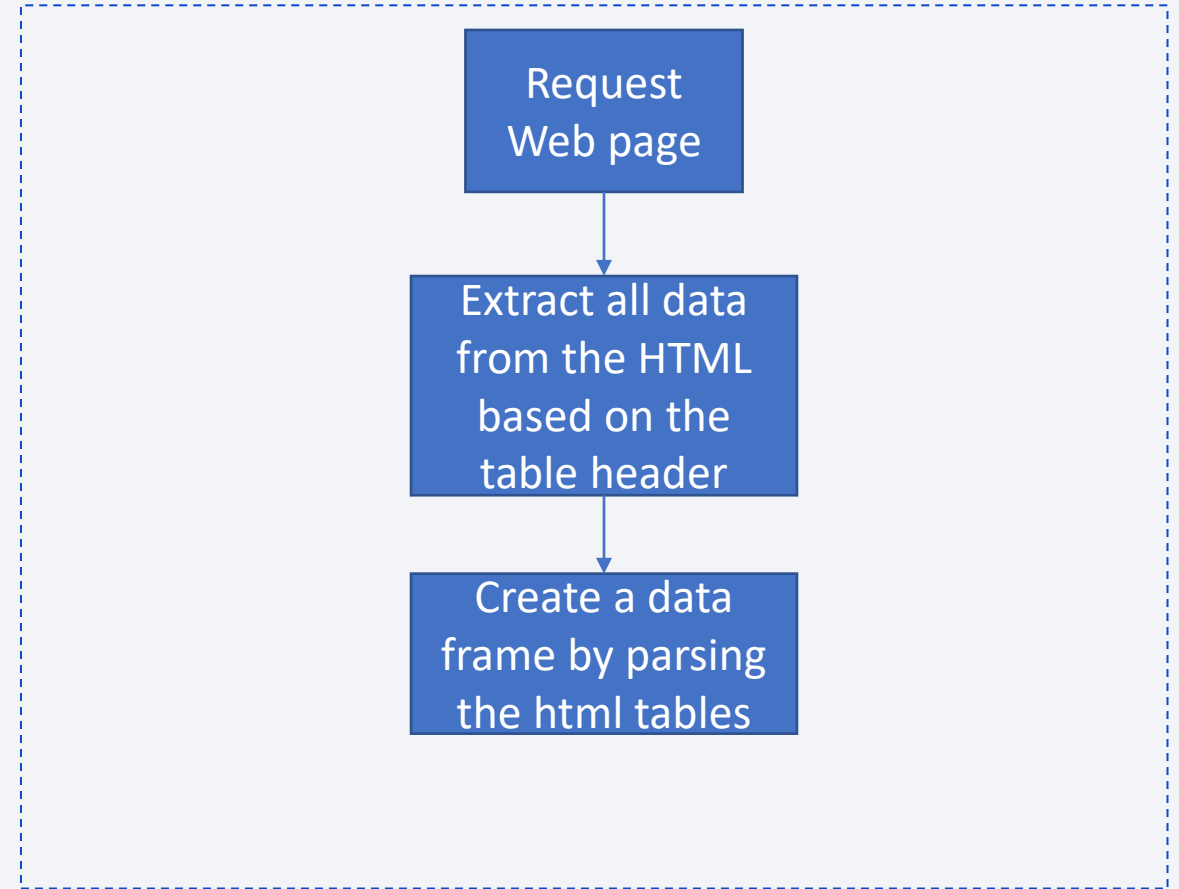 Request
Web page
Extract all data
from the HTML
based on the
table header
Create a data
frame by parsing
the html tables